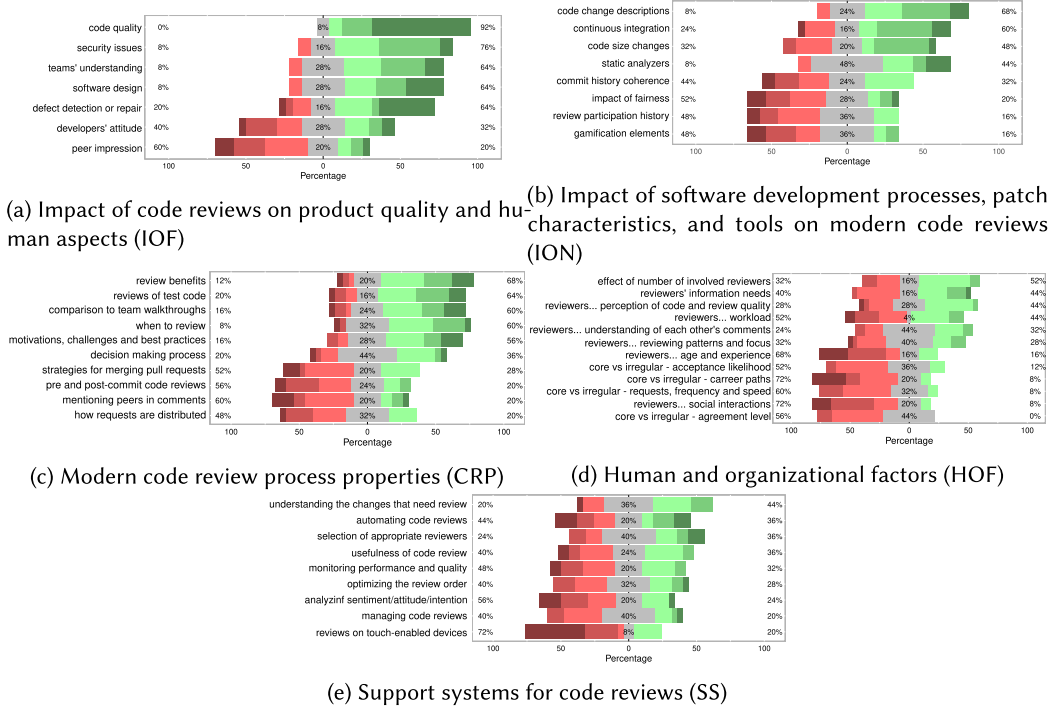 code quality 0% 8% 92%
security issues 8% 16% 76%
teams' understanding 8% 28% 64%
software design 8% 28% 64%
defect detection or repair 20% 16% 64%
developers' attitude 40% 28% 32%
peer impression 60% 20% 20%
100 50 0 50 100
Percentage
(a) Impact of code reviews on product quality and hu-
man aspects (IOF)
code change descriptions 8% 24% 68%
continuous integration 24% 16% 60%
code size changes 32% 20% 48%
static analyzers 8% 48% 44%
commit history coherence 44% 24% 32%
impact of fairness 52% 28% 20%
review participation history 48% 36% 16%
gamification elements 48% 36% 16%
100 50 0 50 100
Percentage
(b) Impact of software development processes, patch
characteristics, and tools on modern code reviews
(ION)
review benefits 12% 20% 68%
reviews of test code 20% 16% 64%
comparison to team walkthroughs 16% 24% 60%
when to review 8% 32% 60%
motivations, challenges and best practices 16% 28% 56%
decision making process 20% 44% 36%
strategies for merging pull requests 52% 20% 28%
pre and post-commit code reviews 56% 24% 20%
mentioning peers in comments 60% 20% 20%
how requests are distributed 48% 32% 20%
100 50 0 50 100
Percentage
(c) Modern code review process properties (CRP)
effect of number of involved reviewers 32% 16% 52%
reviewers' information needs 40% 16% 44%
reviewers... perception of code and review quality 28% 28% 44%
reviewers... workload 52% 4% 44%
reviewers... understanding of each other's comments 24% 44% 32%
reviewers... reviewing patterns and focus 32% 40% 28%
reviewers... age and experience 68% 16% 16%
core vs irregular - acceptance likelihood 52% 36% 12%
core vs irregular - carreer paths 72% 20% 8%
core vs irregular - requests, frequency and speed 60% 32% 8%
reviewers... social interactions 72% 20% 8%
core vs irregular - agreement level 56% 44% 0%
100 50 0 50 100
Percentage
(d) Human and organizational factors (HOF)
understanding the changes that need review 20% 36% 44%
automating code reviews 44% 20% 36%
selection of appropriate reviewers 24% 40% 36%
usefulness of code review 40% 24% 36%
monitoring performance and quality 48% 20% 32%
optimizing the review order 40% 32% 28%
analyzinf sentiment/attitude/intention 56% 20% 24%
managing code reviews 40% 40% 20%
reviews on touch-enabled devices 72% 8% 20%
100 50 0 50 100
Percentage
(e) Support systems for code reviews (SS)